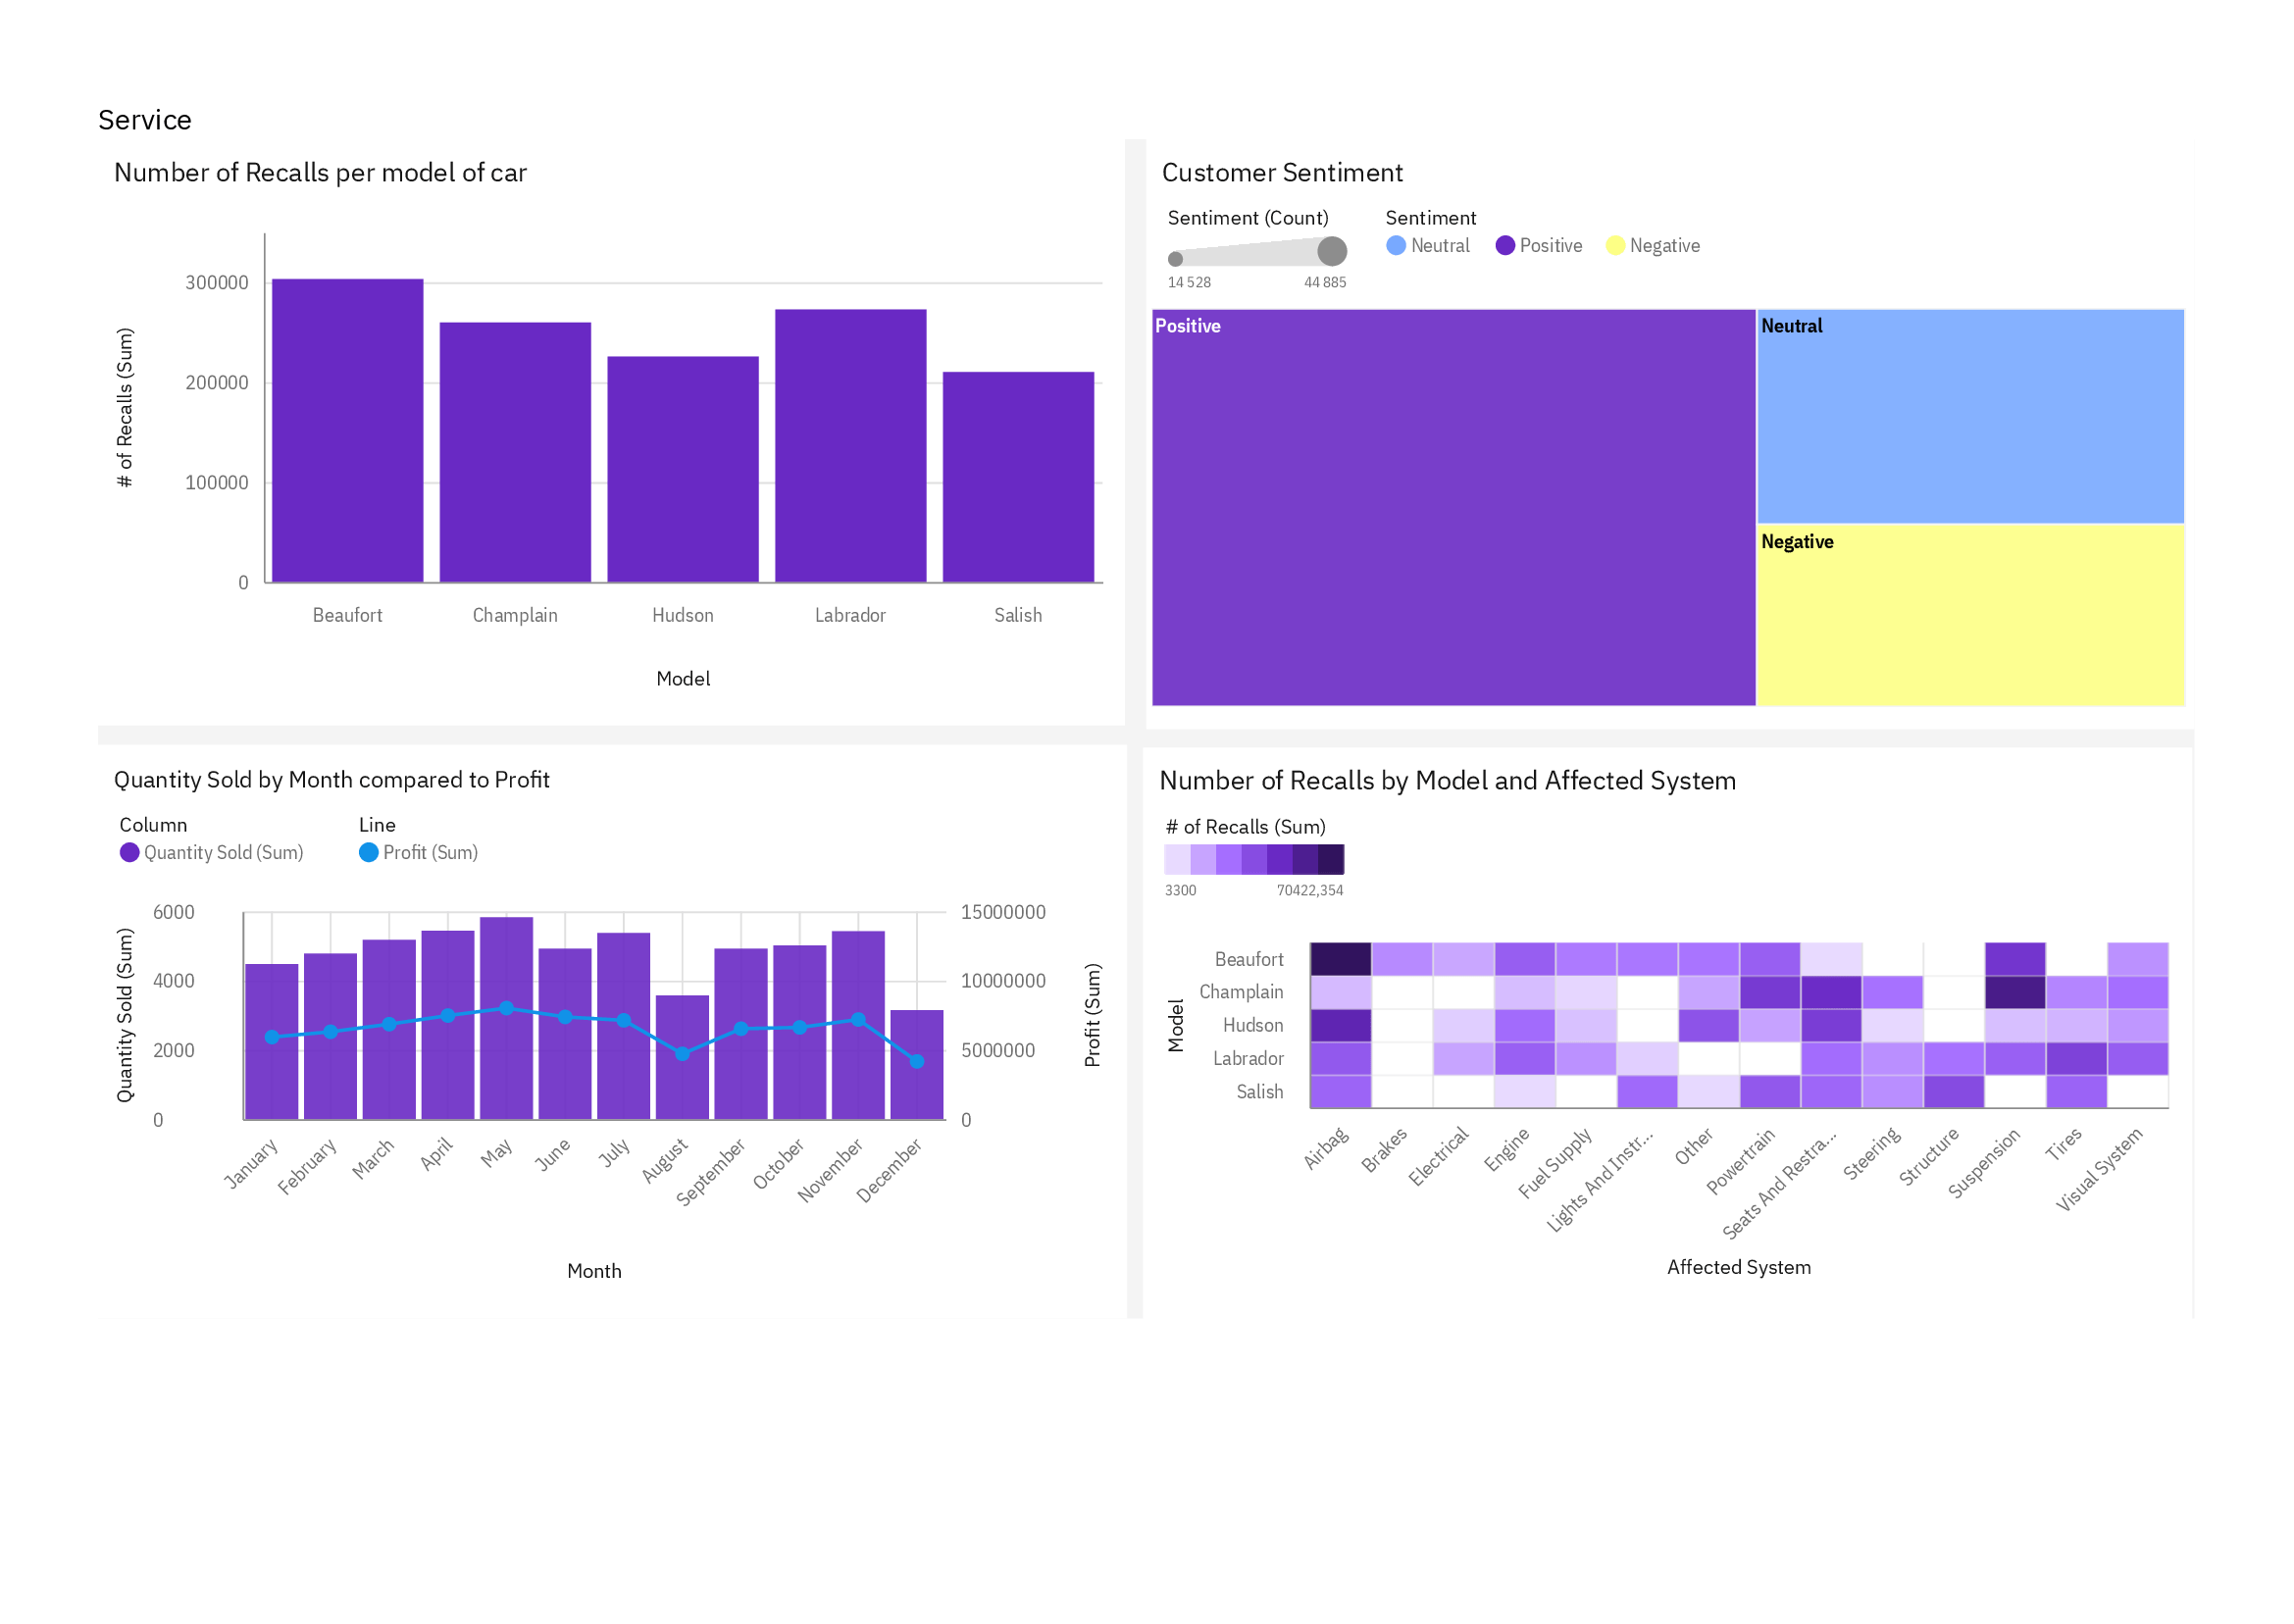 Service
Number of Recalls per model of car
# of Recalls (Sum)
300000
200000
100000
0
Beaufort Champlain Hudson Labrador Salish
Model
Customer Sentiment
Sentiment (Count) Sentiment
Neutral Positive Negative
14 528 44 885
Positive
Neutral
Negative
Quantity Sold by Month compared to Profit
Column Line
Quantity Sold (Sum) Profit (Sum)
Quantity Sold (Sum)
6000
4000
2000
0
15000000
10000000
5000000
0
Profit (Sum)
January February March April May June July August September October November December
Month
Number of Recalls by Model and Affected System
# of Recalls (Sum)
3300 70422,354
Model
Beaufort
Champlain
Hudson
Labrador
Salish
Airbag Brakes Electrical Engine Fuel Supply Lights And Instr... Other Powertrain Seats And Restra... Steering Structure Suspension Tires Visual System
Affected System